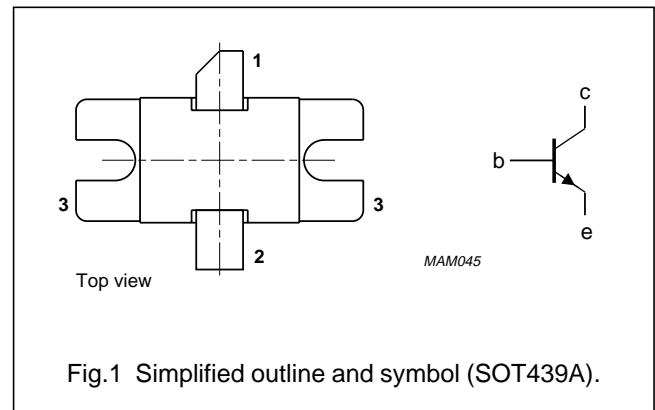 1
c
b
3
3
e
2
MAM045
Top view
Fig.1 Simplified outline and symbol (SOT439A).